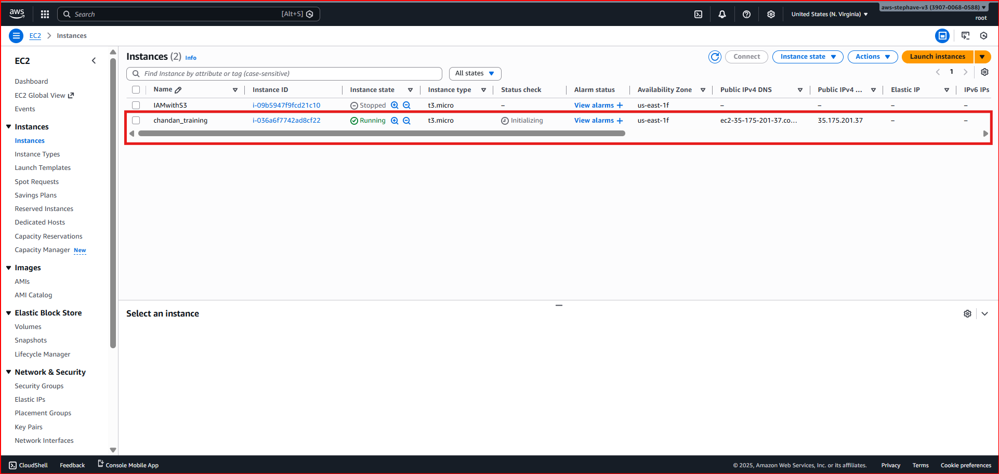 aws
Search [Alt+S]
United States (N. Virginia)
aws-stephave-v3 (3907-0068-0588)
root
EC2 Instances
EC2
Dashboard
EC2 Global View
Events
Instances
Instances
Instance Types
Launch Templates
Spot Requests
Savings Plans
Reserved Instances
Dedicated Hosts
Capacity Reservations
Capacity Manager New
Images
AMIs
AMI Catalog
Elastic Block Store
Volumes
Snapshots
Lifecycle Manager
Network & Security
Security Groups
Elastic IPs
Placement Groups
Key Pairs
Network Interfaces
Instances (2) Info
Connect Instance state Actions Launch instances
Find Instance by attribute or tag (case-sensitive) All states
1
Name Instance ID Instance state Instance type Status check Alarm status Availability Zone Public IPv4 DNS Public IPv4 ... Elastic IP IPv6 IPs
IAMwithS3 i-09b5947f9fcd21c10 Stopped t3.micro – View alarms + us-east-1f – – – –
chandan_training i-036a6f7742ad8cf22 Running t3.micro Initializing View alarms + us-east-1f ec2-35-175-201-37.co... 35.175.201.37 – –
Select an instance
CloudShell Feedback Console Mobile App © 2025, Amazon Web Services, Inc. or its affiliates. Privacy Terms Cookie preferences